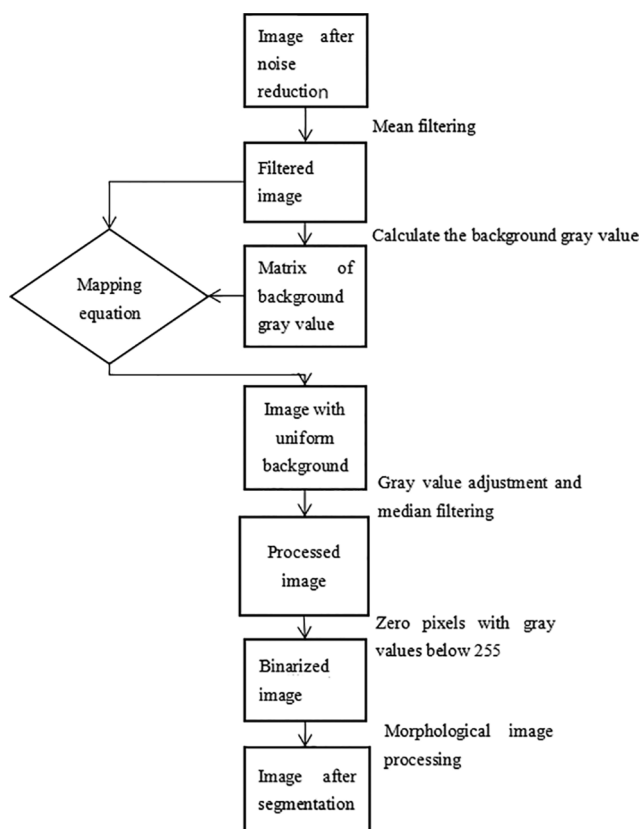 Image after
noise
reduction
Mean filtering
Filtered
image
Calculate the background gray value
Mapping
equation
Matrix of
background
gray value
Image with
uniform
background
Gray value adjustment and
median filtering
Processed
image
Zero pixels with gray
values below 255
Binarized
image
Morphological image
processing
Image after
segmentation